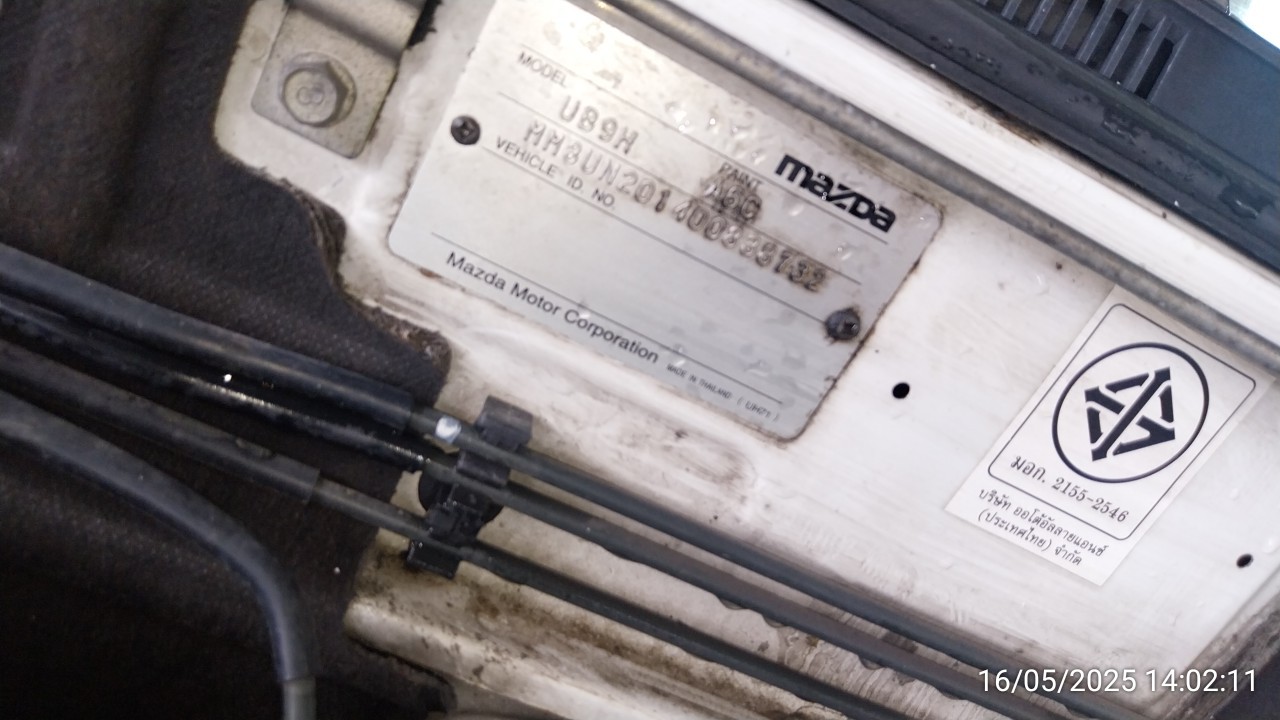 mazda
MODEL
PAINT
VEHICLE ID. NO.
Mazda Motor Corporation
MADE IN THAILAND ( UH71 )
มอก. 2155-2546
บริษัท ออโต้อัลลายแอนซ์
(ประเทศไทย) จำกัด
16/05/2025 14:02:11